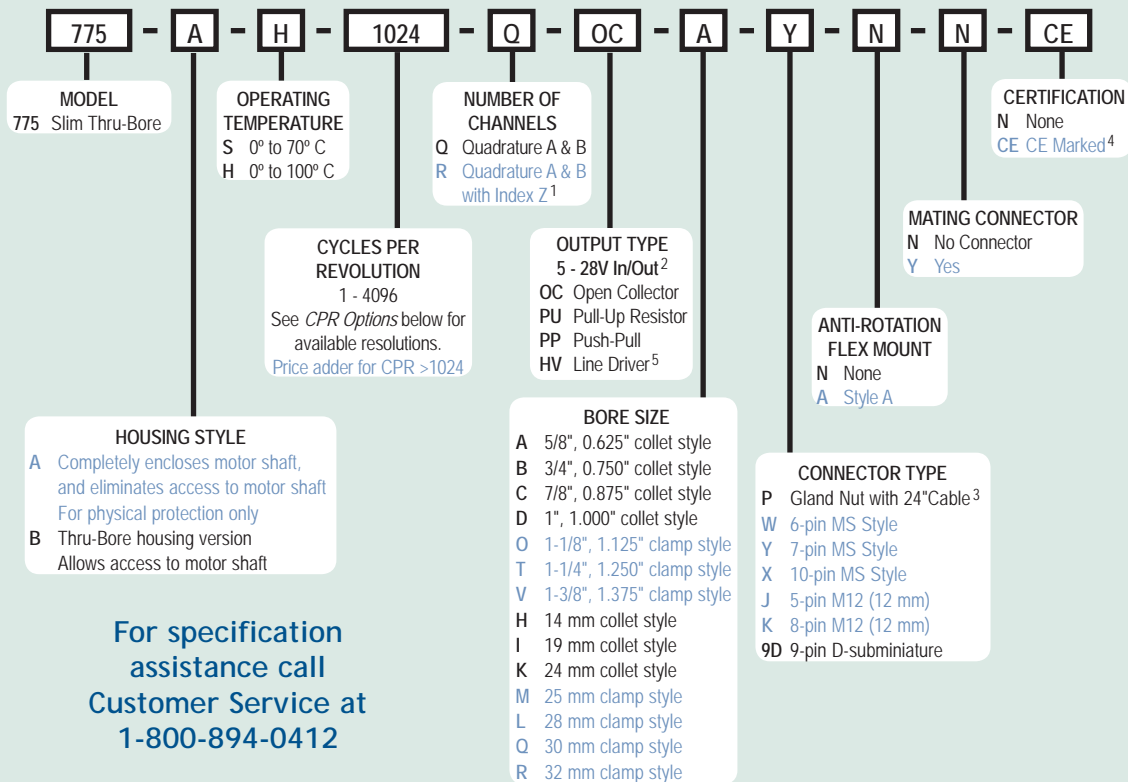 775 - A - H - 1024 - Q - OC - A - Y - N - N - CE
MODEL
775 Slim Thru-Bore
OPERATING
TEMPERATURE
S 0º to 70º C
H 0º to 100º C
NUMBER OF
CHANNELS
Q Quadrature A & B
R Quadrature A & B
with Index Z1
CERTIFICATION
N None
CE CE Marked4
MATING CONNECTOR
N No Connector
Y Yes
CYCLES PER
REVOLUTION
1 - 4096
See CPR Options below for
available resolutions.
Price adder for CPR >1024
OUTPUT TYPE
5 - 28V In/Out2
OC Open Collector
PU Pull-Up Resistor
PP Push-Pull
HV Line Driver5
ANTI-ROTATION
FLEX MOUNT
N None
A Style A
HOUSING STYLE
A Completely encloses motor shaft,
and eliminates access to motor shaft
For physical protection only
B Thru-Bore housing version
Allows access to motor shaft
BORE SIZE
A 5/8", 0.625" collet style
B 3/4", 0.750" collet style
C 7/8", 0.875" collet style
D 1", 1.000" collet style
O 1-1/8", 1.125" clamp style
T 1-1/4", 1.250" clamp style
V 1-3/8", 1.375" clamp style
H 14 mm collet style
I 19 mm collet style
K 24 mm collet style
M 25 mm clamp style
L 28 mm clamp style
Q 30 mm clamp style
R 32 mm clamp style
CONNECTOR TYPE
P Gland Nut with 24"Cable3
W 6-pin MS Style
Y 7-pin MS Style
X 10-pin MS Style
J 5-pin M12 (12 mm)
K 8-pin M12 (12 mm)
9D 9-pin D-subminiature
For specification
assistance call
Customer Service at
1-800-894-0412